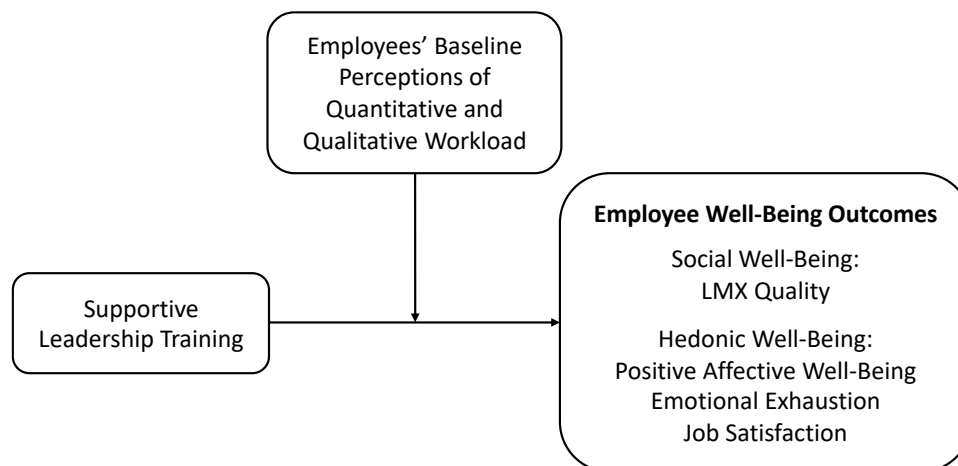 Employees’ Baseline
Perceptions of
Quantitative and
Qualitative Workload
Supportive
Leadership Training
Employee Well-Being Outcomes
Social Well-Being:
LMX Quality
Hedonic Well-Being:
Positive Affective Well-Being
Emotional Exhaustion
Job Satisfaction